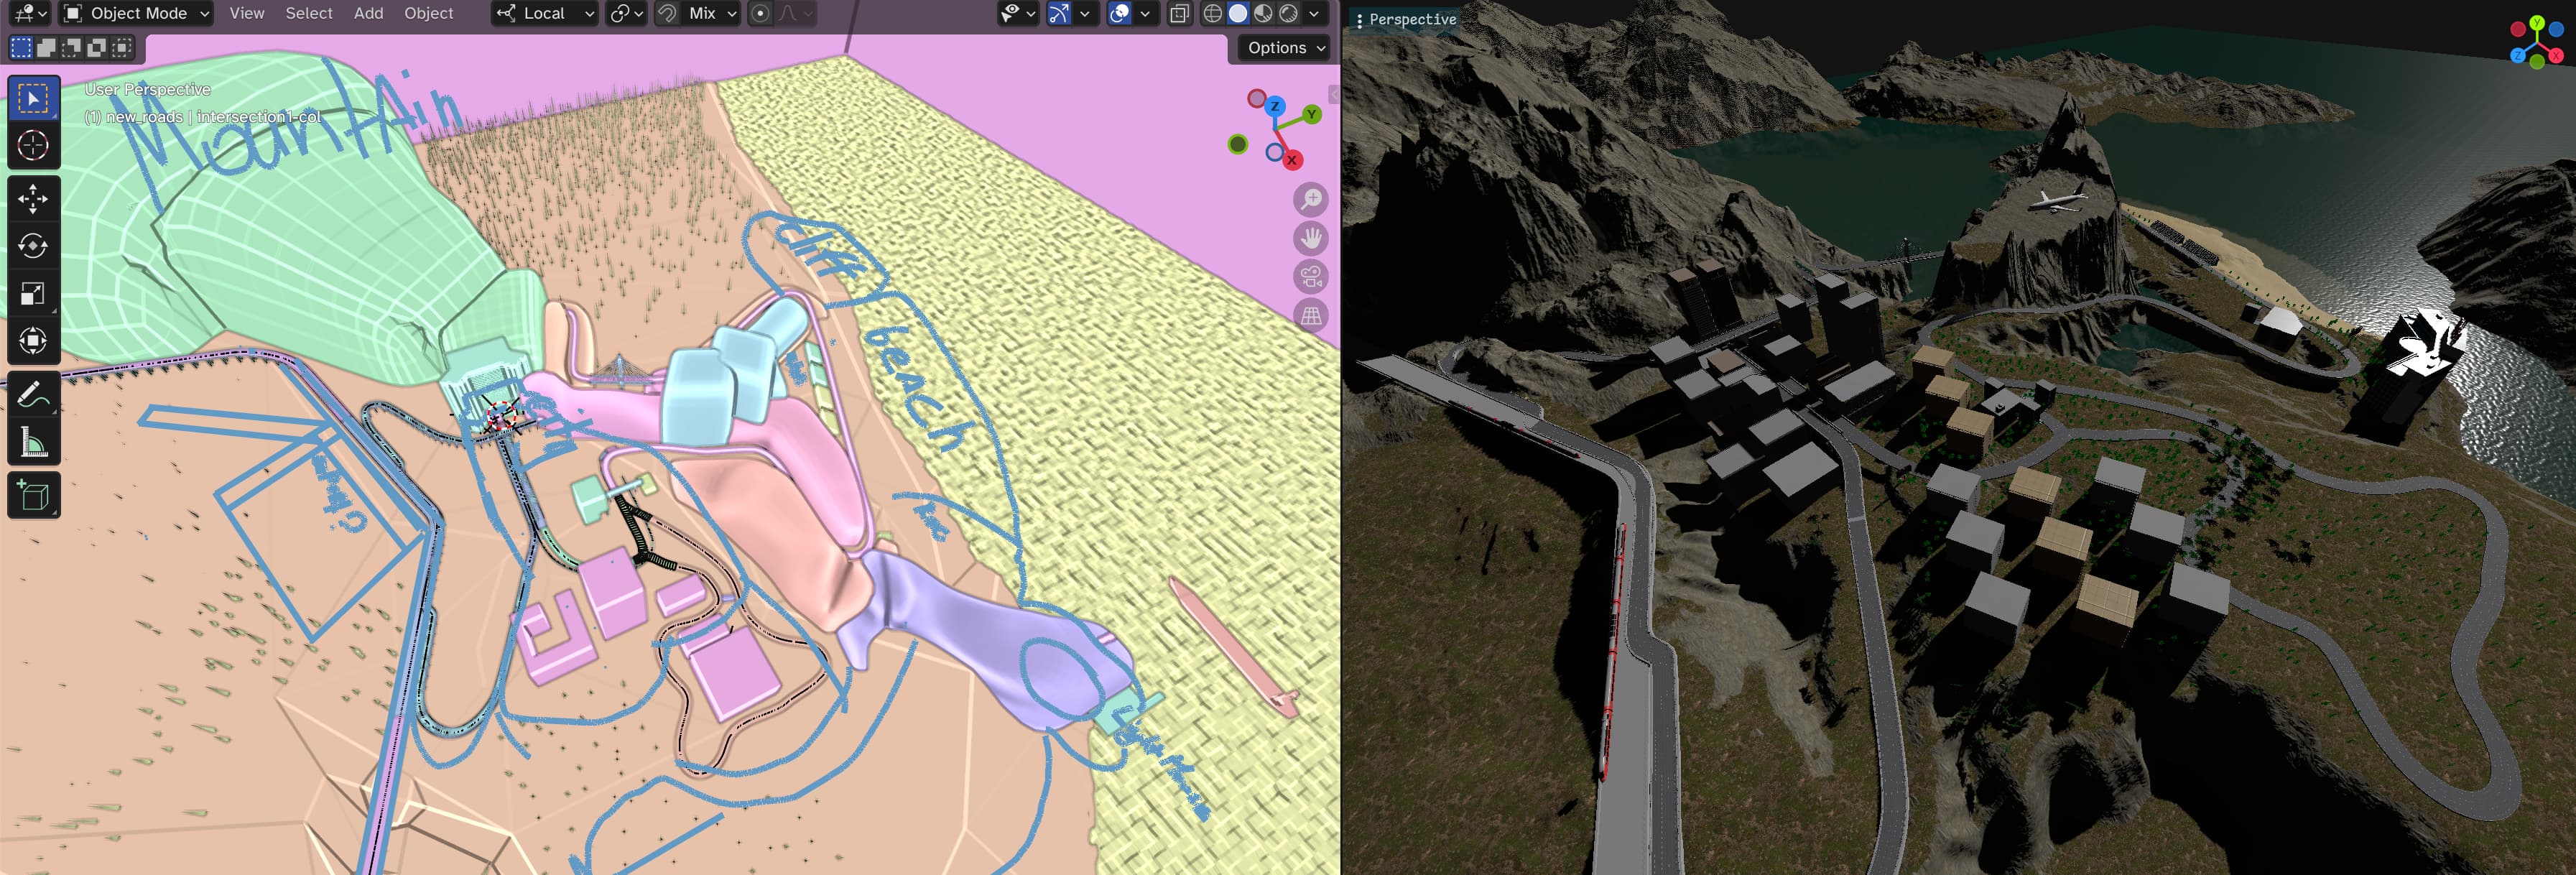 Object Mode
View
Select
Add
Object
Local
Mix
Options
User Perspective
(1) new_roads | intersection1-col
Z
Y
X
MountAin
cliff
beach
Perspective
Y
Z
X